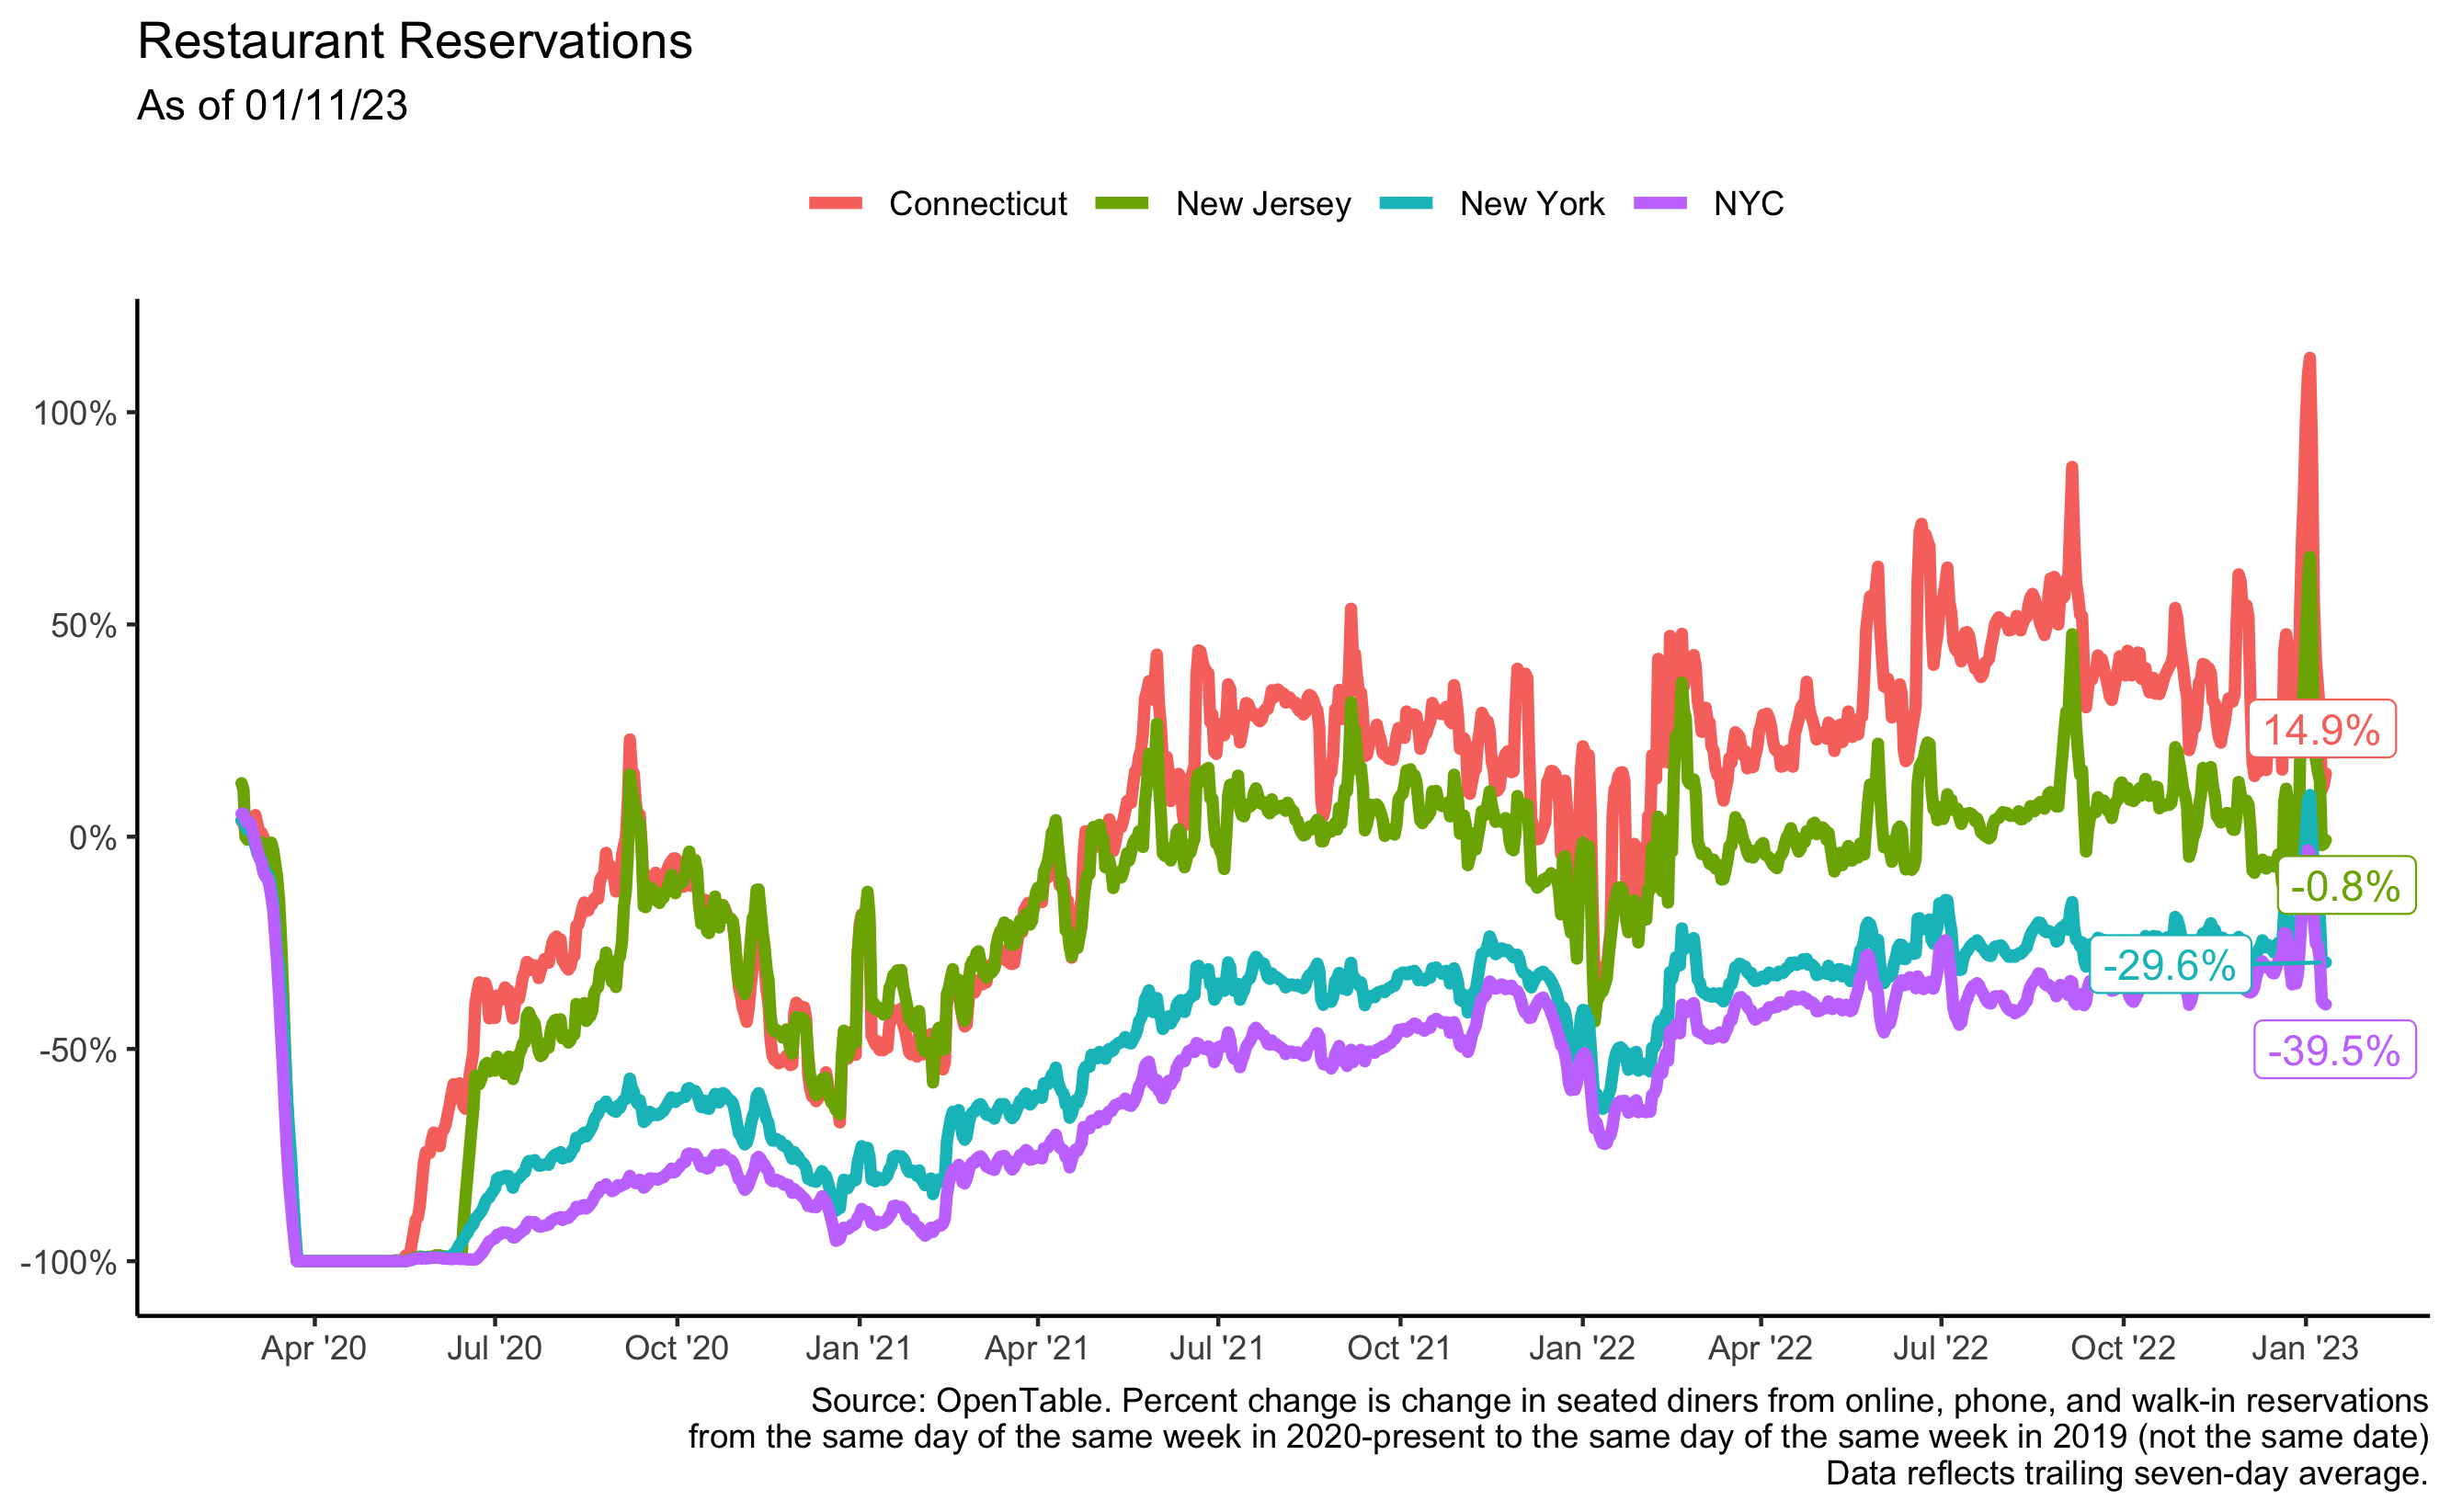 Restaurant Reservations
As of 01/11/23
Connecticut New Jersey New York NYC
100%
50%
0%
-50%
-100%
14.9%
-0.8%
-29.6%
-39.5%
Apr '20 Jul '20 Oct '20 Jan '21 Apr '21 Jul '21 Oct '21 Jan '22 Apr '22 Jul '22 Oct '22 Jan '23
Source: OpenTable. Percent change is change in seated diners from online, phone, and walk-in reservations
from the same day of the same week in 2020-present to the same day of the same week in 2019 (not the same date)
Data reflects trailing seven-day average.